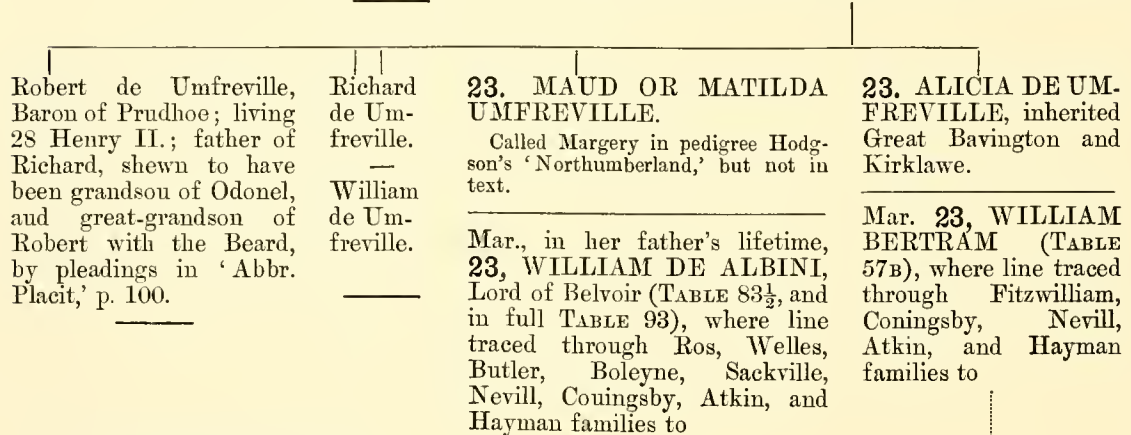 Robert de Umfreville,
Baron of Prudhoe; living
28 Henry II.; father of
Richard, shewn to have
been grandsou of Odonel,
aud great-grandson of
Robert with the Beard,
by pleadings in ‘ Abbr.
Placit,’ p. 100.
Richard
de Um-
freville.
—
William
de Um-
freville.
23. MAUD OR MATILDA
UMFREVILLE.
Called Margery in pedigree Hodg-
son's ‘Northumberland,’ but not in
text.
Mar., in her father's lifetime,
23, WILLIAM DE ALBINI,
Lord of Belvoir (TABLE 83½, and
in full TABLE 93), where line
traced through Ros, Welles,
Butler, Boleyne, Sackville,
Nevill, Couingsby, Atkin, and
Hayman families to
23. ALICIA DE UM-
FREVILLE, inherited
Great Bavington and
Kirklawe.
Mar. 23, WILLIAM
BERTRAM (TABLE
57B), where line traced
through Fitzwilliam,
Coningsby, Nevill,
Atkin, and Hayman
families to